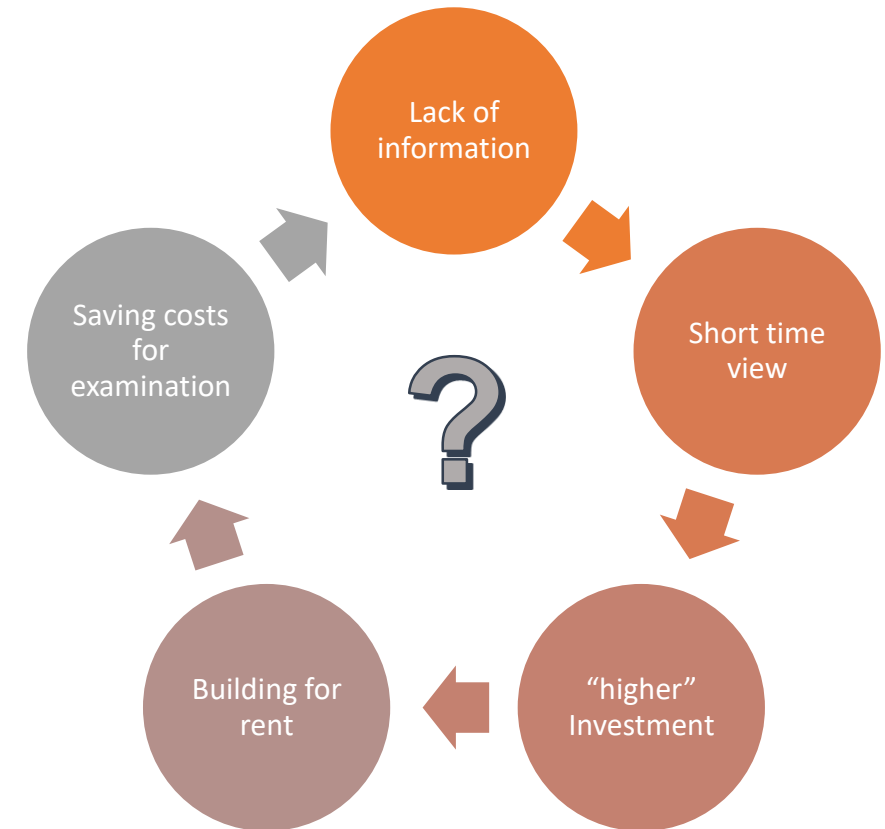 Lack of
information
Short time
view
“higher”
Investment
Building for
rent
Saving costs
for
examination
?